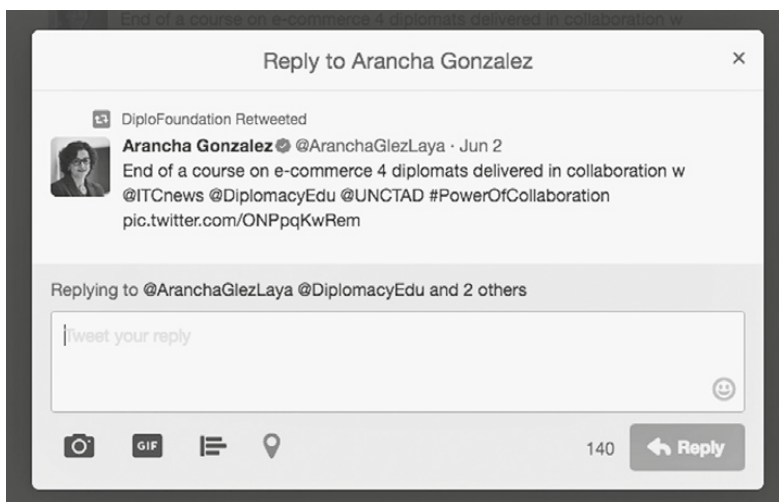 End of a course on e-commerce 4 diplomats delivered in collaboration w
Reply to Arancha Gonzalez
DiploFoundation Retweeted
Arancha Gonzalez @AranchaGlezLaya · Jun 2
End of a course on e-commerce 4 diplomats delivered in collaboration w
@ITCnews @DiplomacyEdu @UNCTAD #PowerOfCollaboration
pic.twitter.com/ONPpqKwRem
Replying to @AranchaGlezLaya @DiplomacyEdu and 2 others
Tweet your reply
GIF
140 Reply